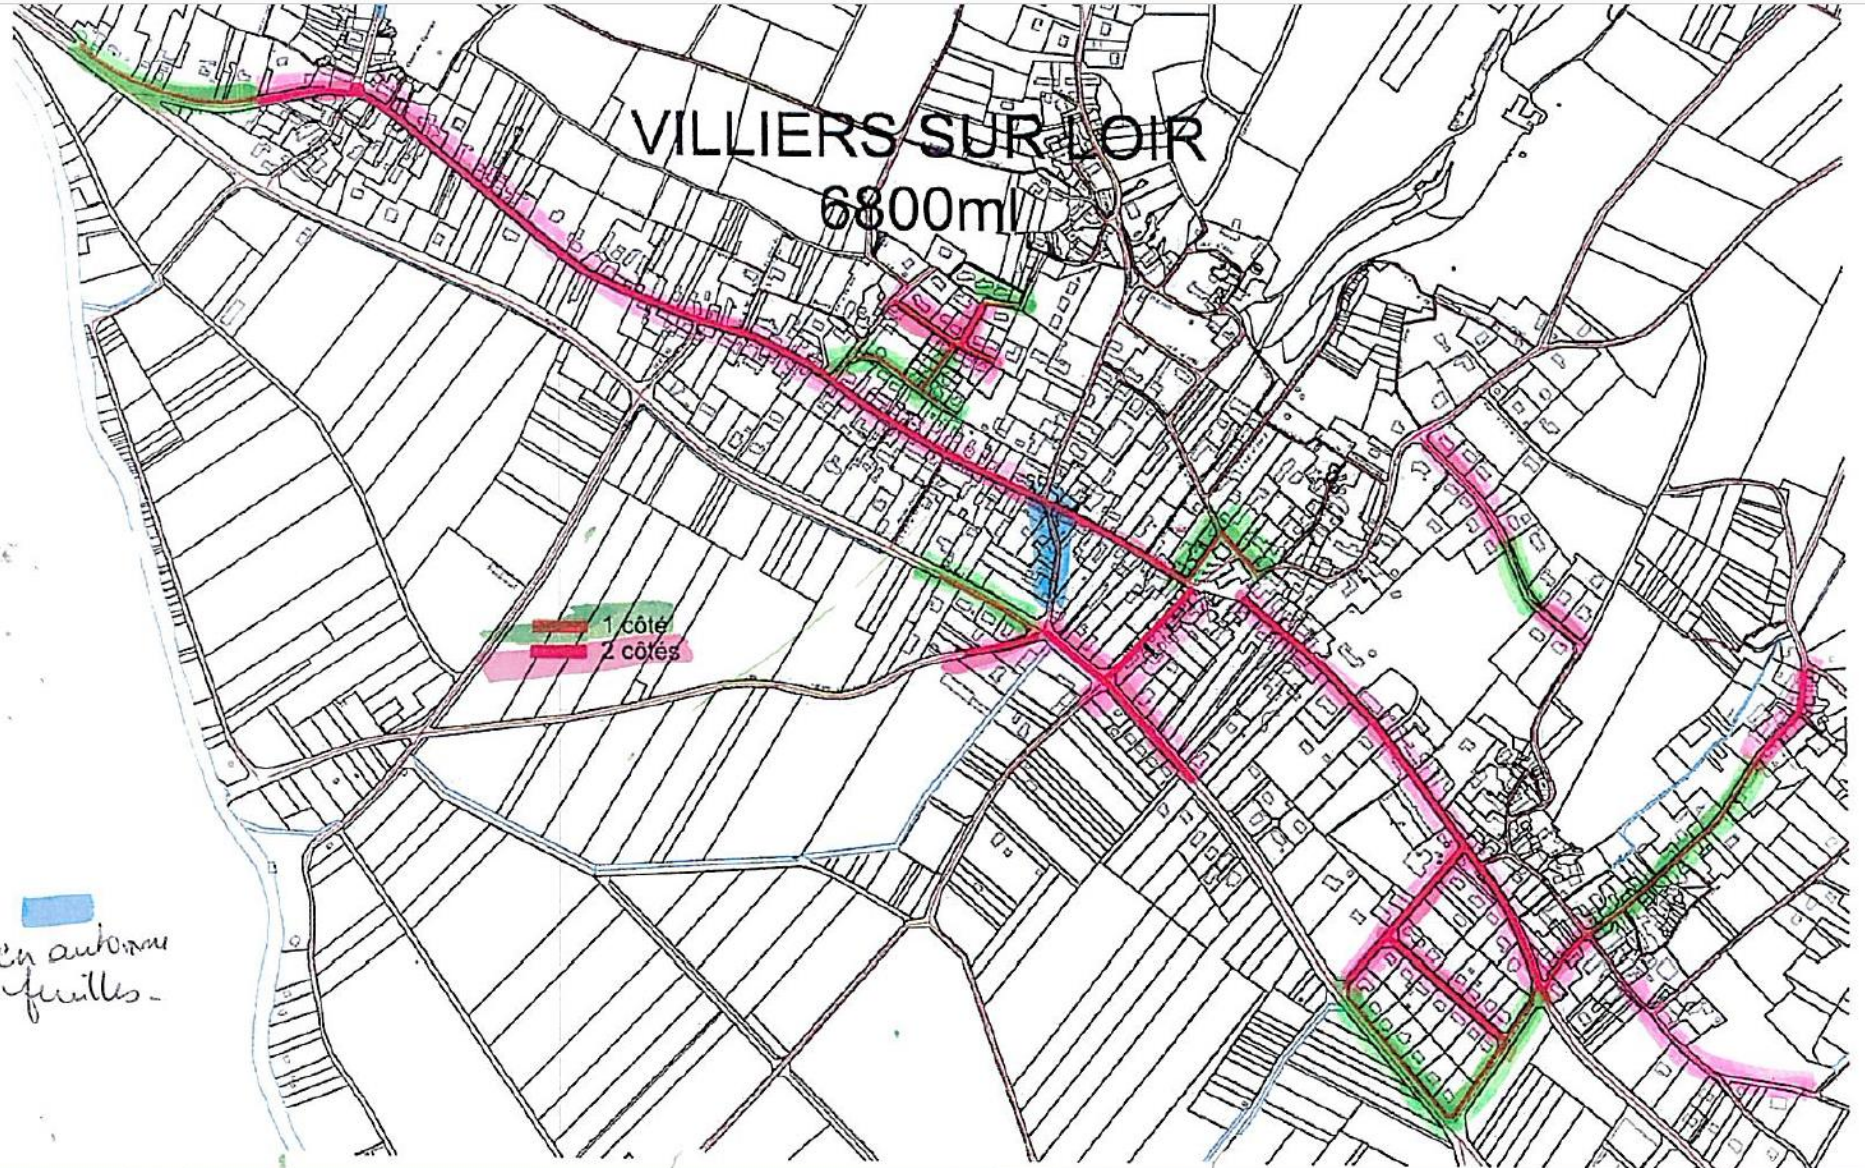 VILLIERS SUR LOIR
6800ml
1 côté
2 côtés
En automne
feuilles-